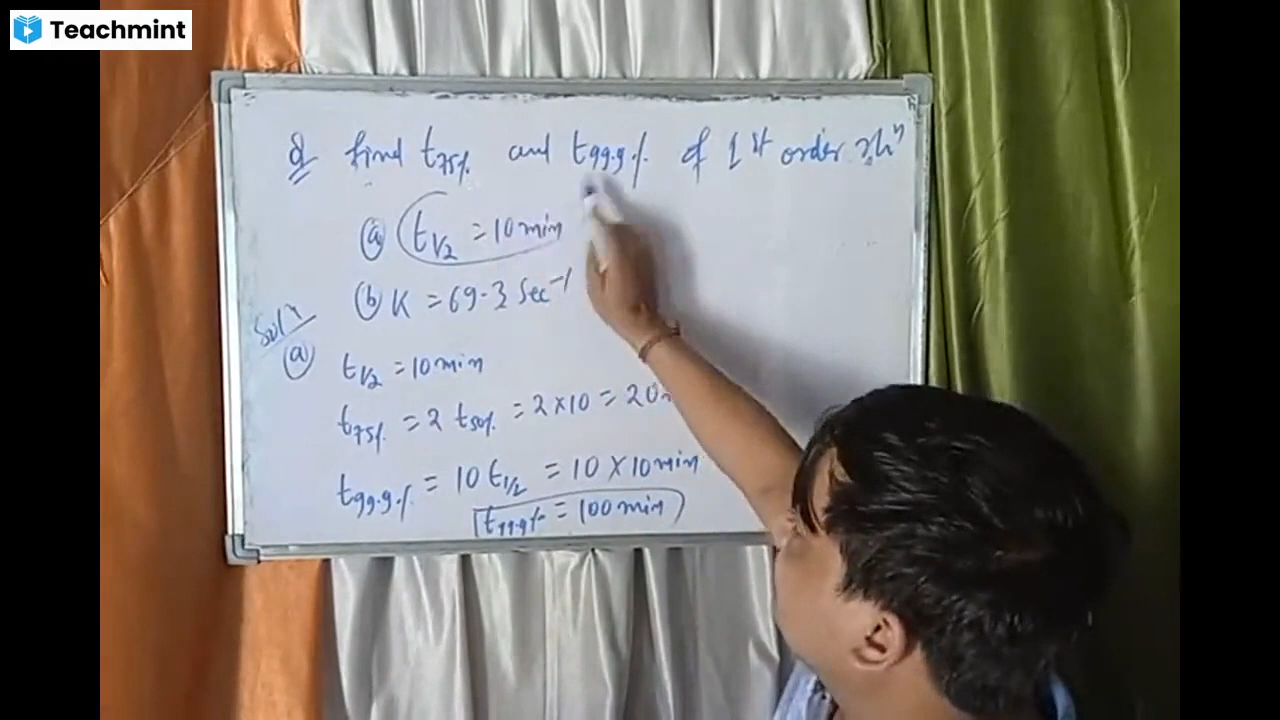 Teachmint
Q find t75% and t99.9% of 1st order rxn
(a) t1/2 = 10 min
(b) K = 69.3 Sec-1
Soln
(a) t1/2 = 10 min
t75% = 2 t50% = 2 × 10 = 20
t99.9% = 10 t1/2 = 10 × 10 min
t99.9% = 100 min